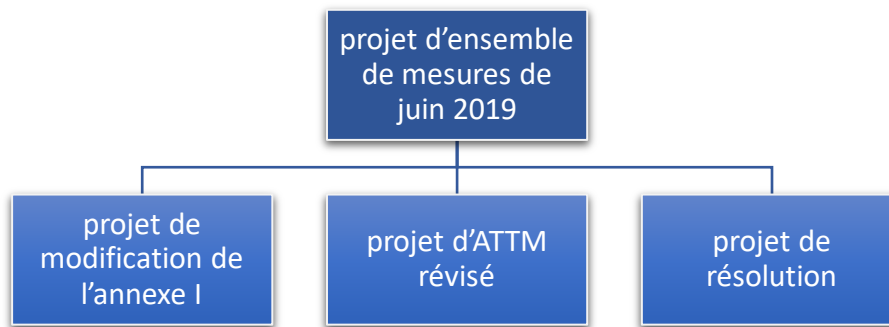 projet d’ensemble
de mesures de
juin 2019
projet de
modification de
l’annexe I
projet d’ATTM
révisé
projet de
résolution